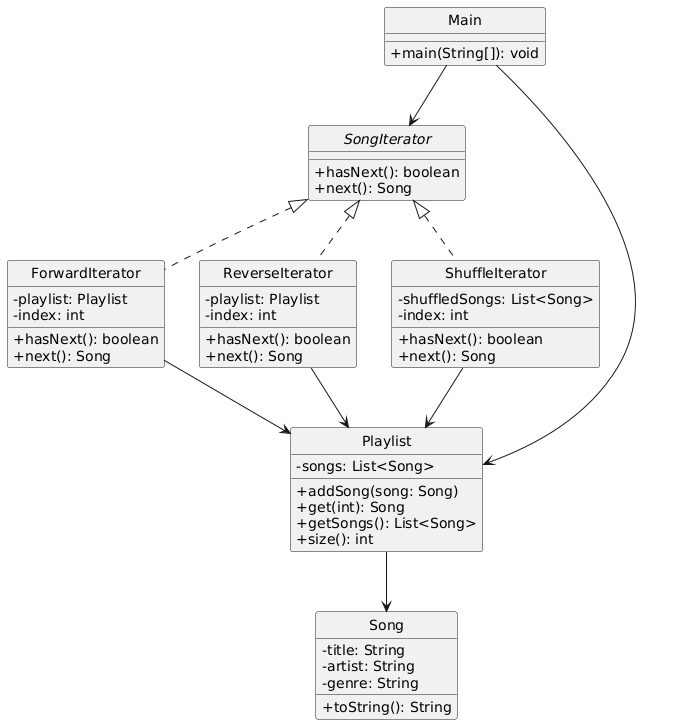 Main
+main(String[]): void
SongIterator
+hasNext(): boolean
+next(): Song
ForwardIterator
-playlist: Playlist
-index: int
+hasNext(): boolean
+next(): Song
ReverseIterator
-playlist: Playlist
-index: int
+hasNext(): boolean
+next(): Song
ShuffleIterator
-shuffledSongs: List<Song>
-index: int
+hasNext(): boolean
+next(): Song
Playlist
-songs: List<Song>
+addSong(song: Song)
+get(int): Song
+getSongs(): List<Song>
+size(): int
Song
-title: String
-artist: String
-genre: String
+toString(): String